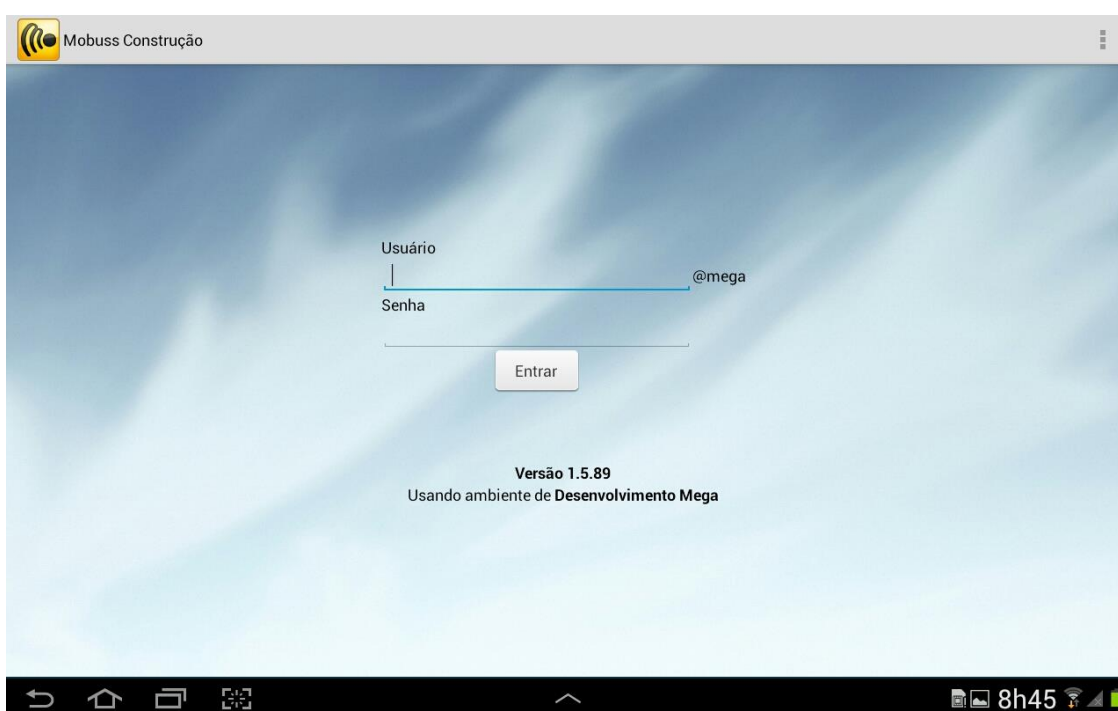 Mobuss Construção
Usuário
@mega
Senha
Entrar
Versão 1.5.89
Usando ambiente de Desenvolvimento Mega
8h45